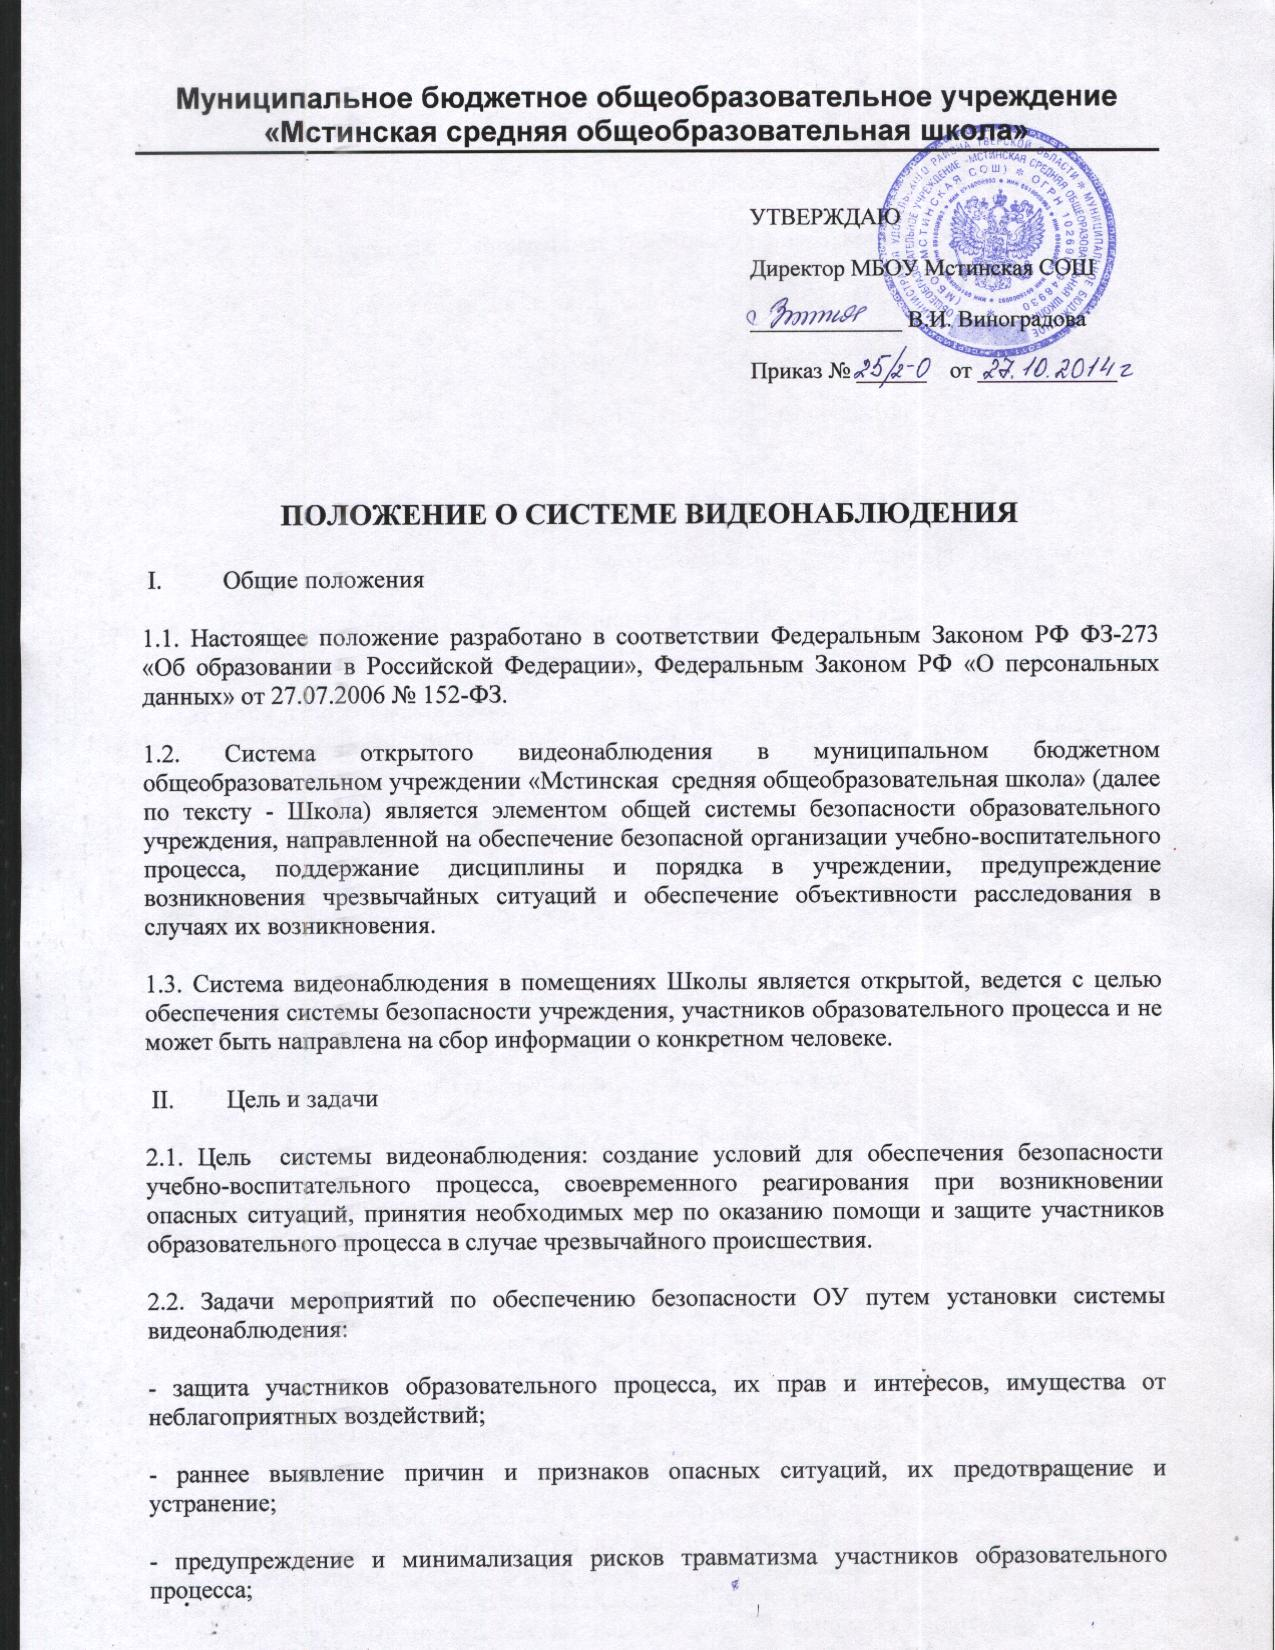 Муниципальное бюджетное общеобразовательное учреждение
«Мстинская средняя общеобразовательная школа»
УТВЕРЖДАЮ
Директор МБОУ Мстинская СОШ
В.И. Виноградова
Приказ № 25/2-О от 27.10.2014 г
ПОЛОЖЕНИЕ О СИСТЕМЕ ВИДЕОНАБЛЮДЕНИЯ
I. Общие положения
1.1. Настоящее положение разработано в соответствии Федеральным Законом РФ ФЗ-273
«Об образовании в Российской Федерации», Федеральным Законом РФ «О персональных
данных» от 27.07.2006 № 152-ФЗ.
1.2. Система открытого видеонаблюдения в муниципальном бюджетном
общеобразовательном учреждении «Мстинская средняя общеобразовательная школа» (далее
по тексту - Школа) является элементом общей системы безопасности образовательного
учреждения, направленной на обеспечение безопасной организации учебно-воспитательного
процесса, поддержание дисциплины и порядка в учреждении, предупреждение
возникновения чрезвычайных ситуаций и обеспечение объективности расследования в
случаях их возникновения.
1.3. Система видеонаблюдения в помещениях Школы является открытой, ведется с целью
обеспечения системы безопасности учреждения, участников образовательного процесса и не
может быть направлена на сбор информации о конкретном человеке.
II. Цель и задачи
2.1. Цель системы видеонаблюдения: создание условий для обеспечения безопасности
учебно-воспитательного процесса, своевременного реагирования при возникновении
опасных ситуаций, принятия необходимых мер по оказанию помощи и защите участников
образовательного процесса в случае чрезвычайного происшествия.
2.2. Задачи мероприятий по обеспечению безопасности ОУ путем установки системы
видеонаблюдения:
- защита участников образовательного процесса, их прав и интересов, имущества от
неблагоприятных воздействий;
- раннее выявление причин и признаков опасных ситуаций, их предотвращение и
устранение;
- предупреждение и минимализация рисков травматизма участников образовательного
процесса;